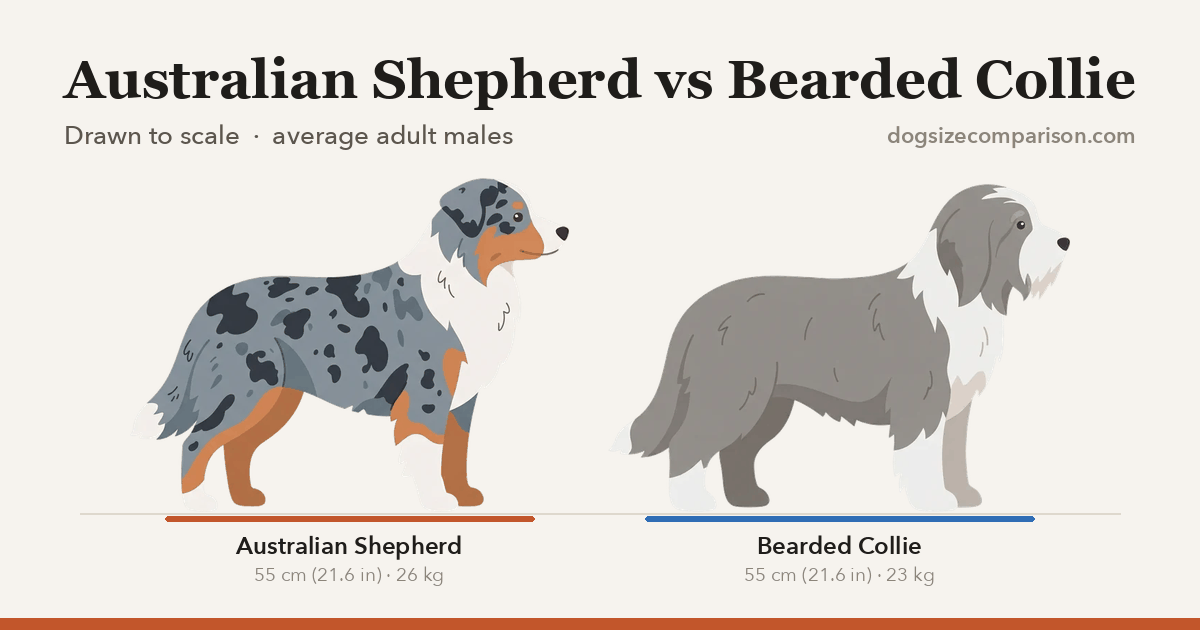 Australian Shepherd vs Bearded Collie
Drawn to scale · average adult males
dogsizecomparison.com
Australian Shepherd
55 cm (21.6 in) · 26 kg
Bearded Collie
55 cm (21.6 in) · 23 kg